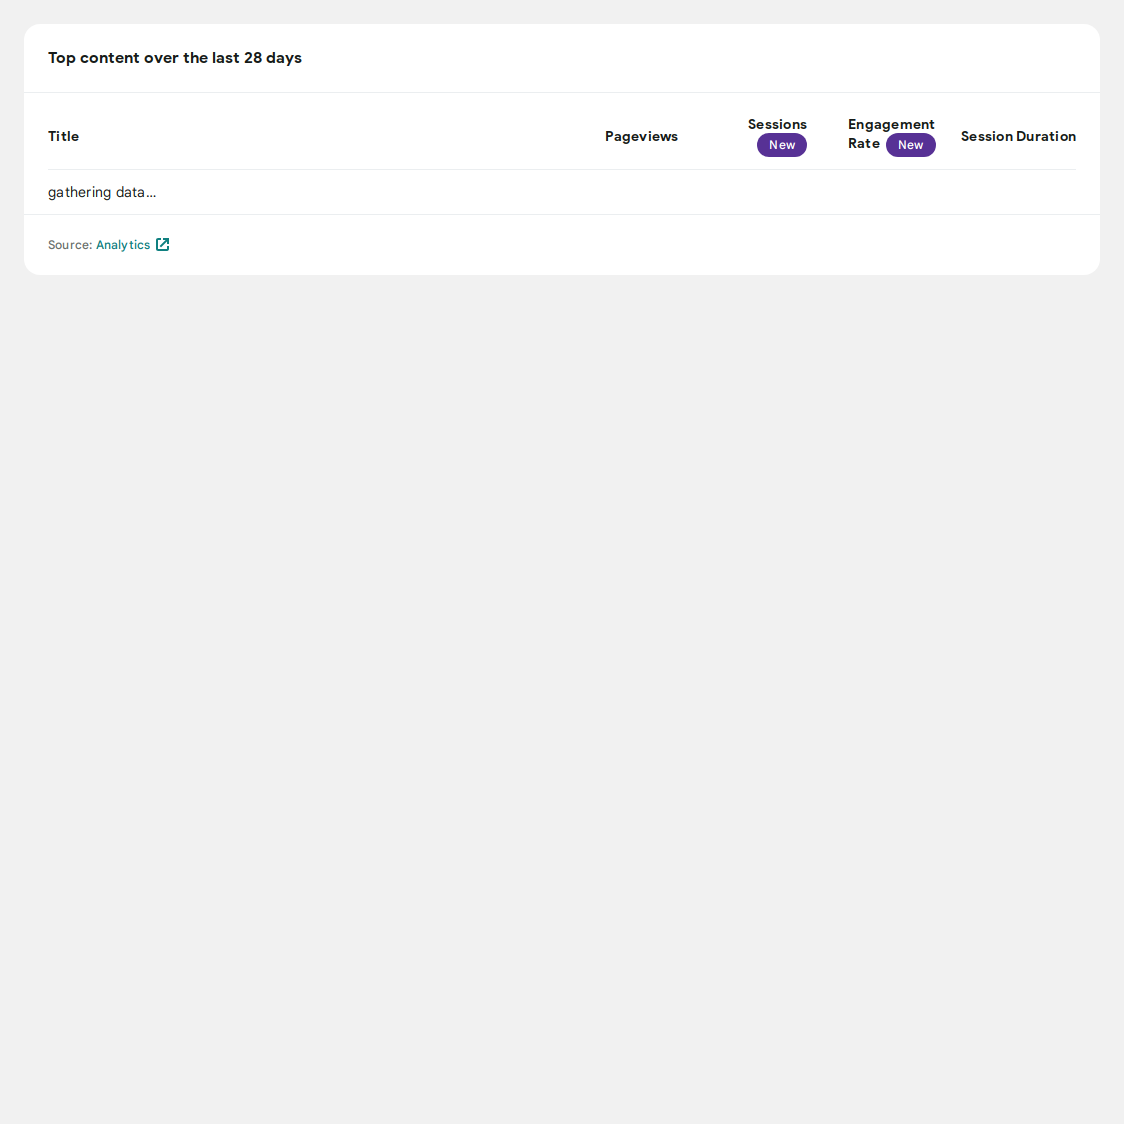 Top content over the last 28 days
Title
Pageviews
Sessions
New
Engagement
Rate New
Session Duration
gathering data...
Source: Analytics